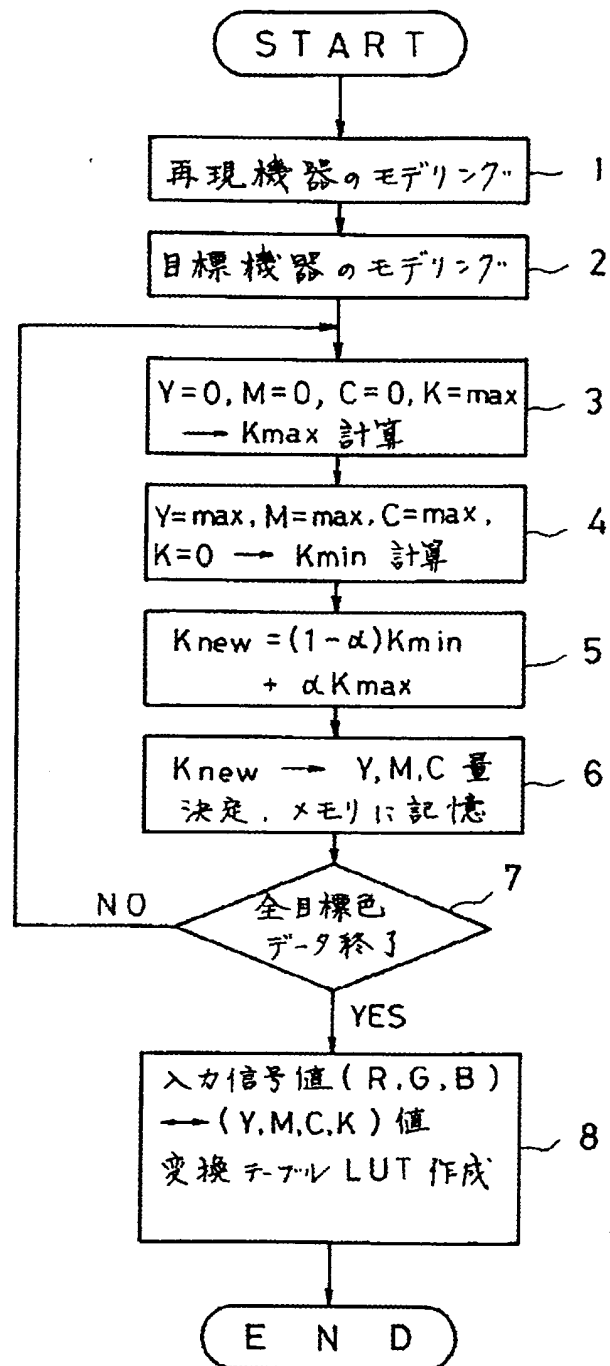 START
再現機器のモデリング 1
目標機器のモデリング 2
Y=0, M=0, C=0, K=max 3
→ Kmax 計算
Y=max, M=max, C=max, 4
K=0 → Kmin 計算
Knew = (1-α)Kmin 5
+ αKmax
Knew → Y,M,C 量 6
決定, メモリに記憶
7
NO
全目標色
データ終了
YES
入力信号値(R,G,B)
↔(Y,M,C,K)値 8
変換テーブル LUT 作成
END